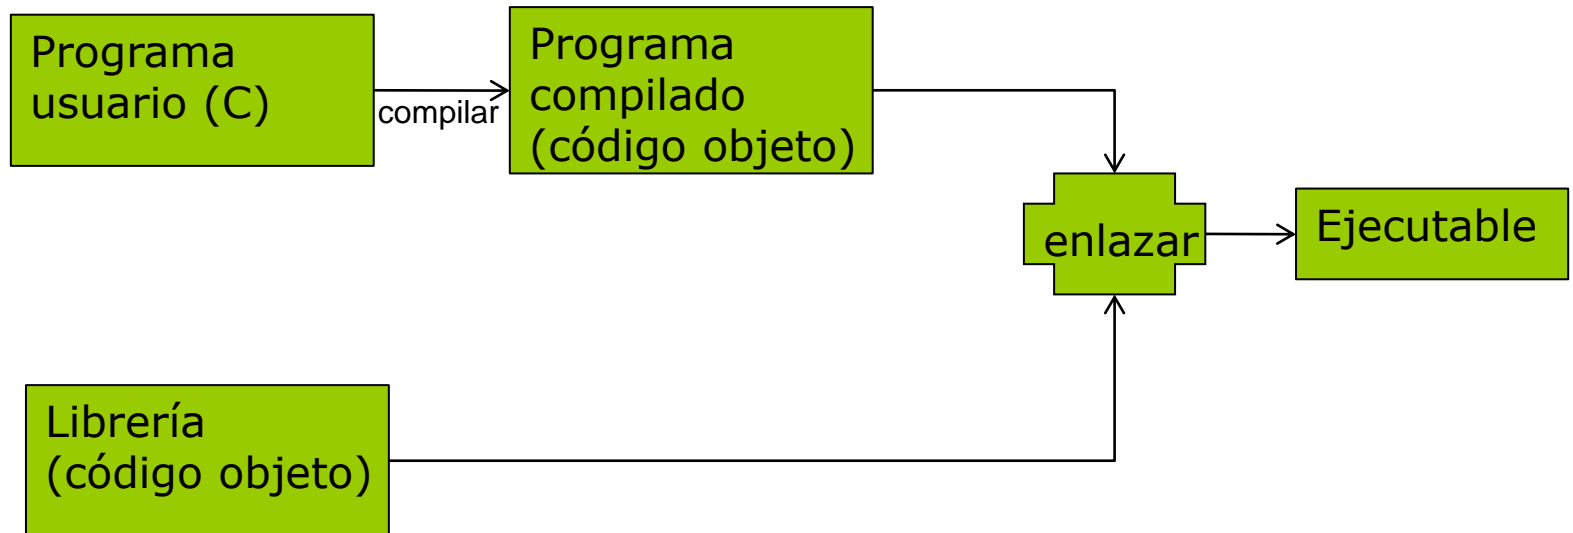 Programa
usuario (C)
compilar
Programa
compilado
(código objeto)
enlazar
Ejecutable
Librería
(código objeto)